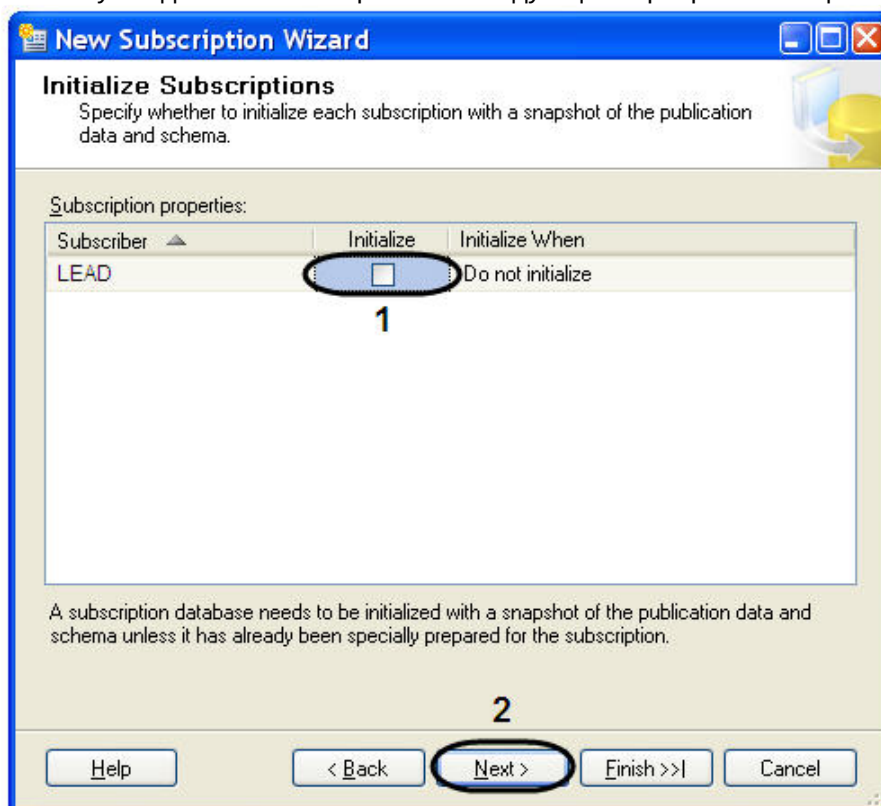 New Subscription Wizard
Initialize Subscriptions
Specify whether to initialize each subscription with a snapshot of the publication
data and schema.
Subscription properties:
Subscriber Initialize Initialize When
LEAD Do not initialize
1
A subscription database needs to be initialized with a snapshot of the publication data and
schema unless it has already been specially prepared for the subscription.
2
Help < Back Next > Finish >>| Cancel